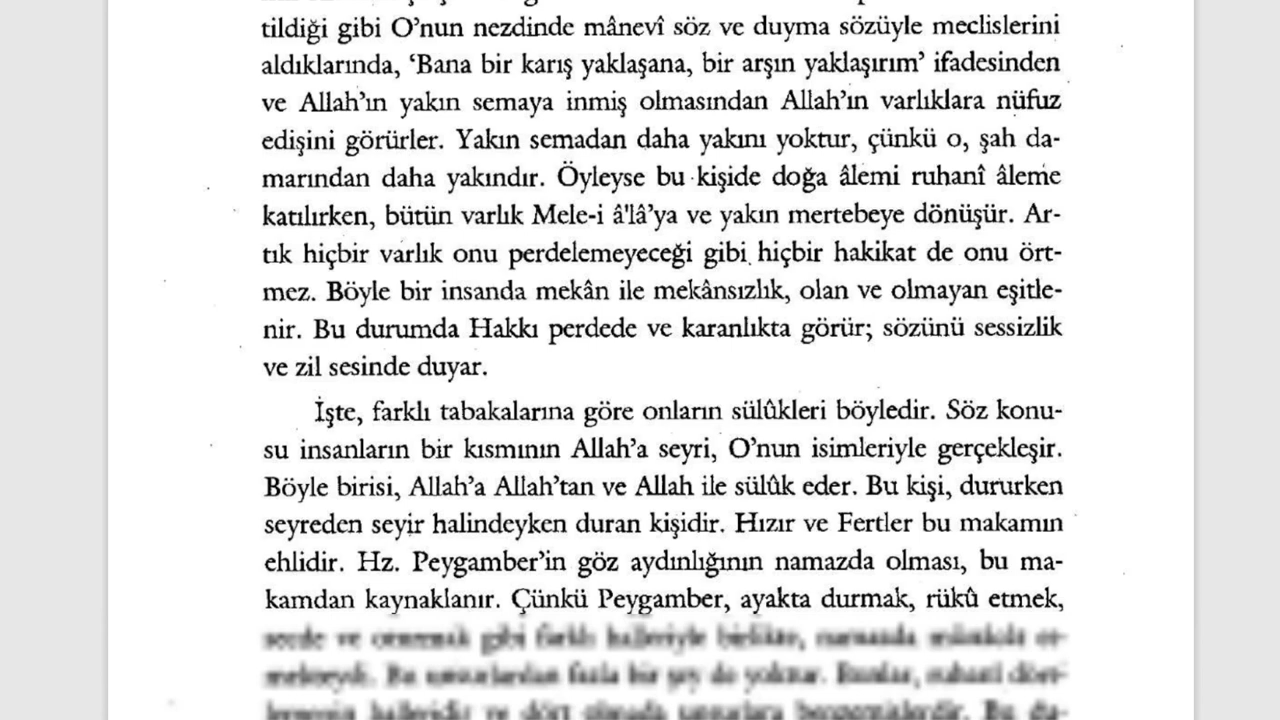 tildiği gibi O’nun nezdinde mânevî söz ve duyma sözüyle meclislerini
aldıklarında, ‘Bana bir karış yaklaşana, bir arşın yaklaşırım’ ifadesinden
ve Allah’ın yakın semaya inmiş olmasından Allah’ın varlıklara nüfuz
edişini görürler. Yakın semadan daha yakını yoktur, çünkü o, şah da-
marından daha yakındır. Öyleyse bu kişide doğa âlemi ruhanî âleme
katılırken, bütün varlık Mele-i â'lâ’ya ve yakın mertebeye dönüşür. Ar-
tık hiçbir varlık onu perdelemeyeceği gibi hiçbir hakikat de onu ört-
mez. Böyle bir insanda mekân ile mekânsızlık, olan ve olmayan eşitle-
nir. Bu durumda Hakkı perdede ve karanlıkta görür; sözünü sessizlik
ve zil sesinde duyar.
İşte, farklı tabakalarına göre onların sülûkleri böyledir. Söz konu-
su insanların bir kısmının Allah’a seyri, O’nun isimleriyle gerçekleşir.
Böyle birisi, Allah’a Allah’tan ve Allah ile sülûk eder. Bu kişi, dururken
seyreden seyir halindeyken duran kişidir. Hızır ve Fertler bu makamın
ehlidir. Hz. Peygamber’in göz aydınlığının namazda olması, bu ma-
kamdan kaynaklanır. Çünkü Peygamber, ayakta durmak, rükû etmek,